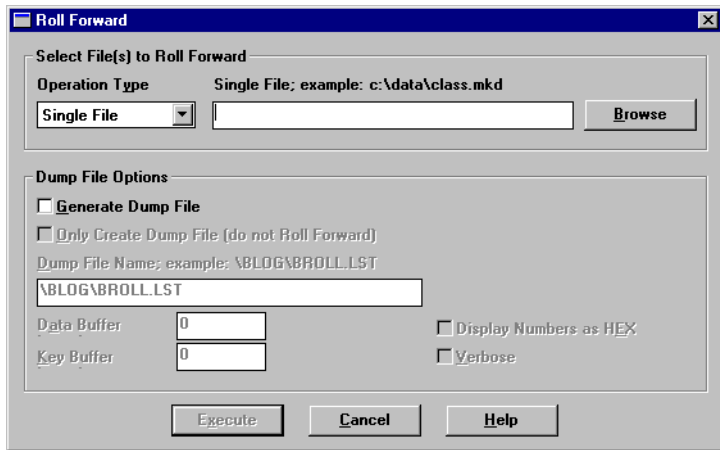 Roll Forward
Select File(s) to Roll Forward
Operation Type
Single File; example: c:\data\class.mkd
Single File
Browse
Dump File Options
Generate Dump File
Only Create Dump File (do not Roll Forward)
Dump File Name; example: \BLOG\BROLL.LST
\BLOG\BROLL.LST
Data Buffer
0
Display Numbers as HEX
Key Buffer
0
Verbose
Execute
Cancel
Help